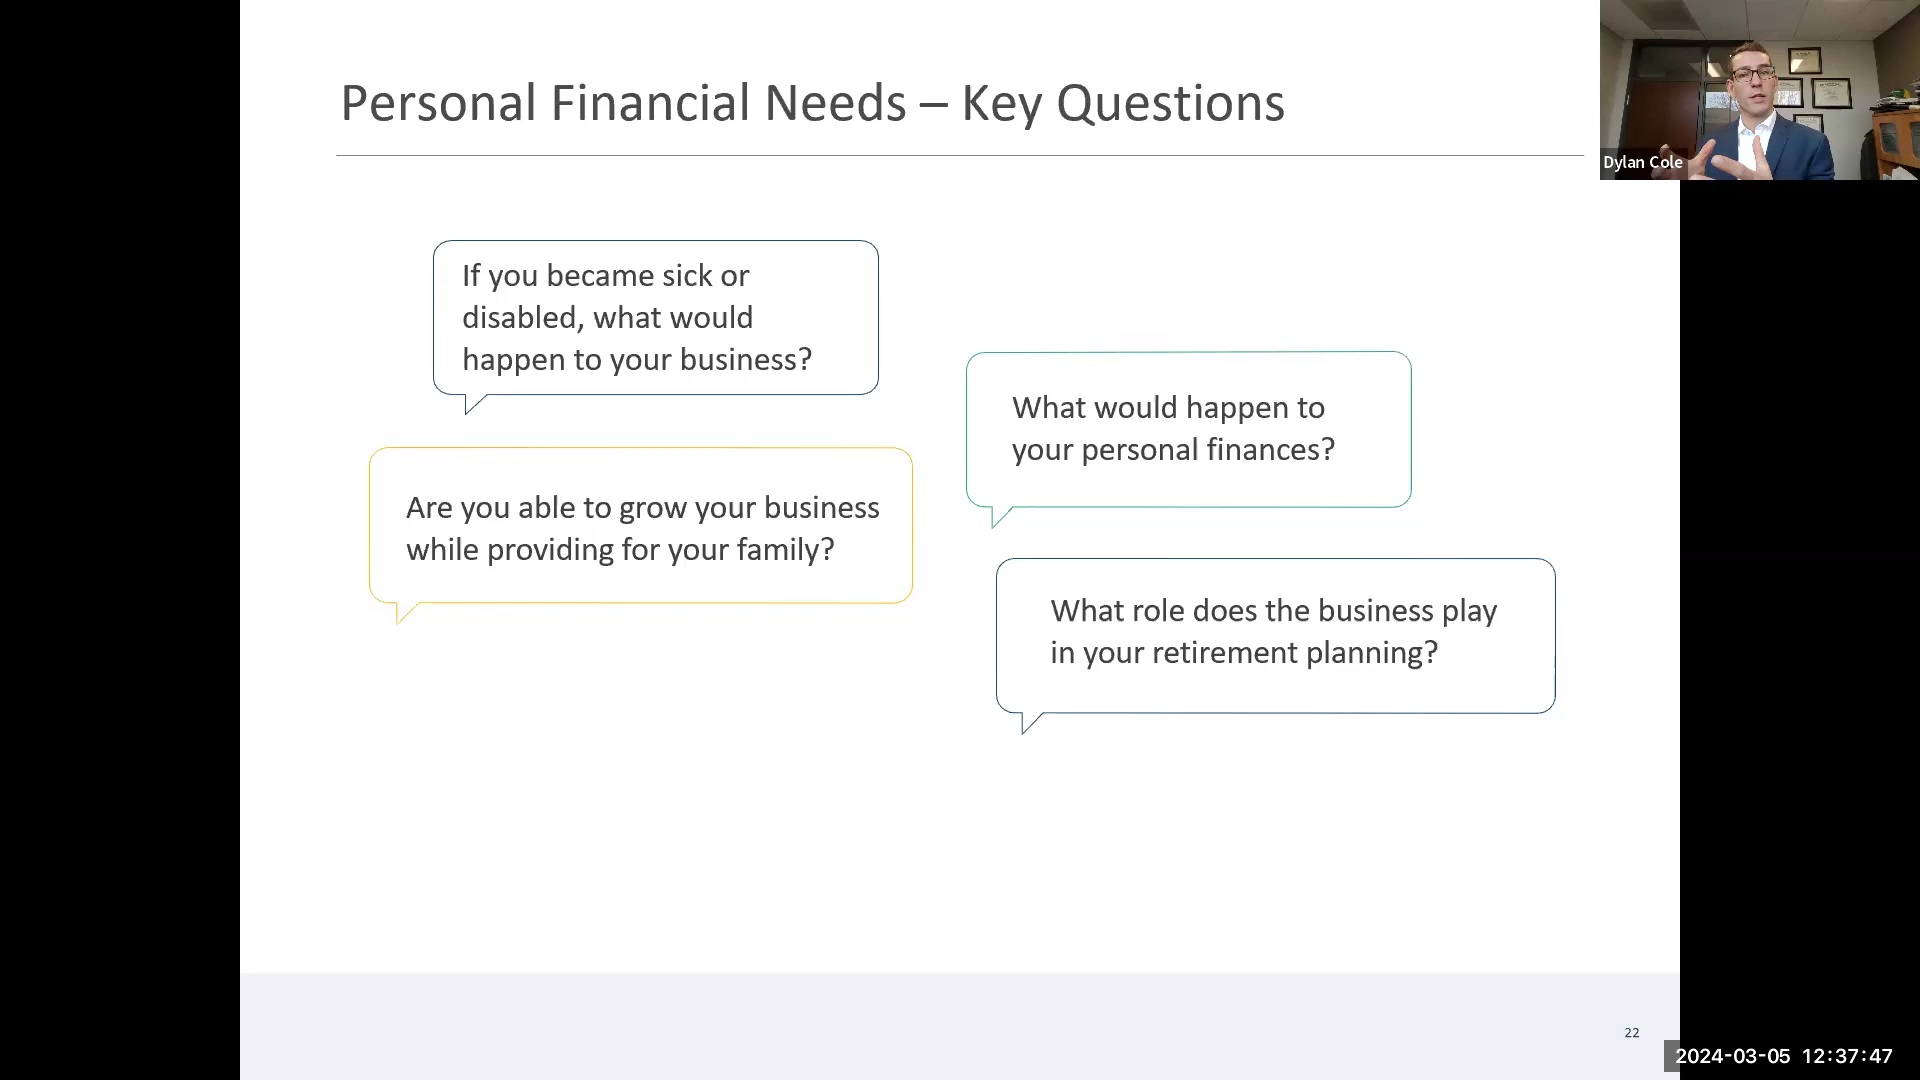 Personal Financial Needs – Key Questions
Dylan Cole
If you became sick or
disabled, what would
happen to your business?
What would happen to
your personal finances?
Are you able to grow your business
while providing for your family?
What role does the business play
in your retirement planning?
22
2024-03-05 12:37:47